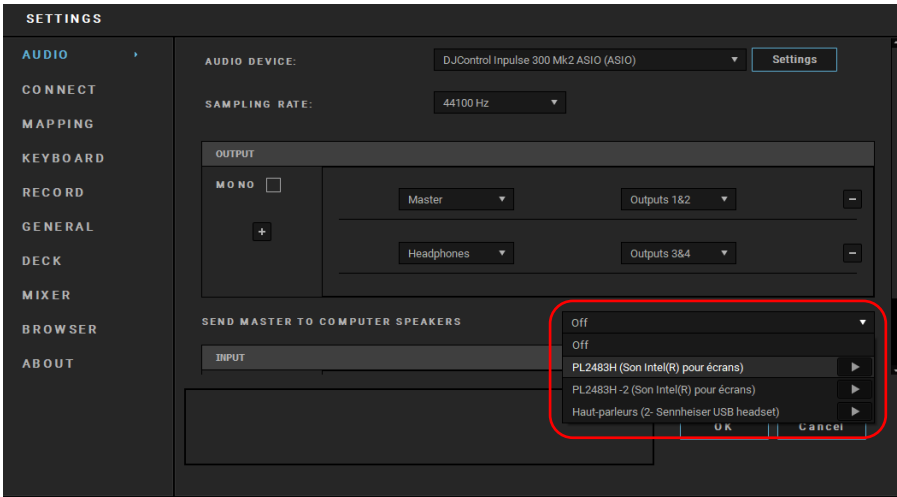 SETTINGS
AUDIO
CONNECT
MAPPING
KEYBOARD
RECORD
GENERAL
DECK
MIXER
BROWSER
ABOUT
AUDIO DEVICE:
DJControl Inpulse 300 Mk2 ASIO (ASIO)
Settings
SAMPLING RATE:
44100 Hz
OUTPUT
MONO
+
Master
Outputs 1&2
-
Headphones
Outputs 3&4
-
SEND MASTER TO COMPUTER SPEAKERS
Off
Off
PL2483H (Son Intel(R) pour écrans)
PL2483H -2 (Son Intel(R) pour écrans)
Haut-parleurs (2- Sennheiser USB headset)
INPUT
OK
Cancel